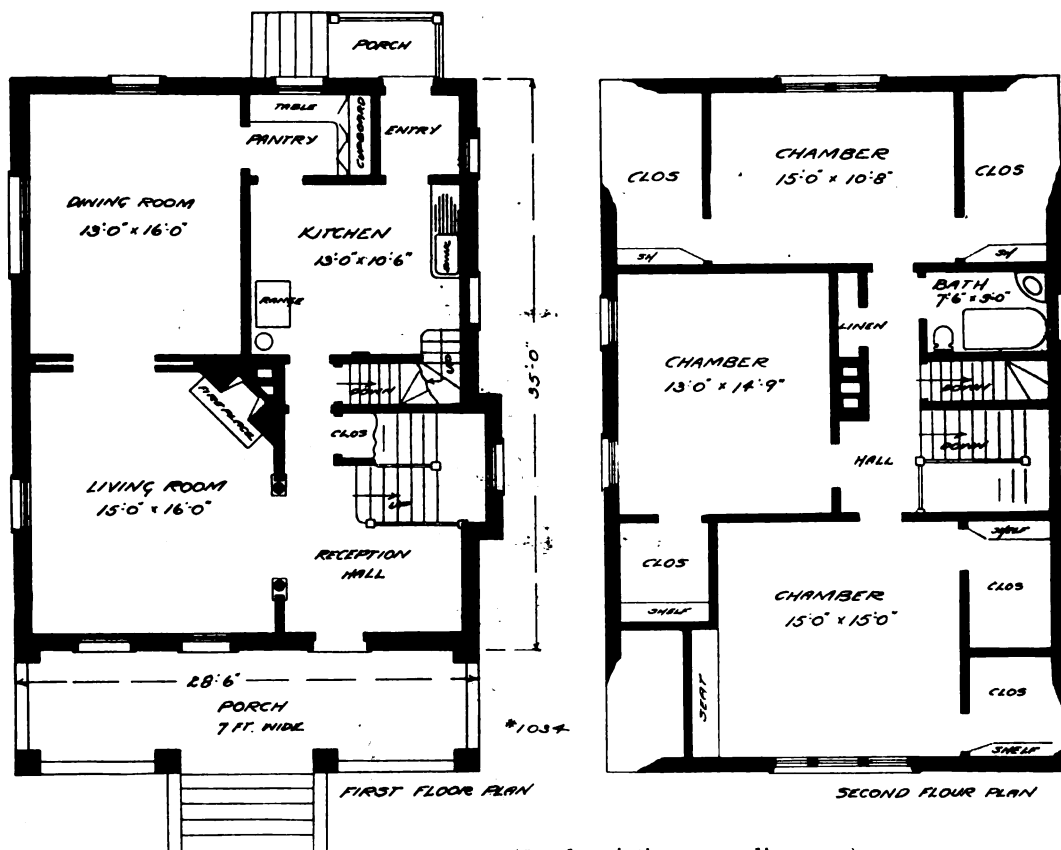 PORCH
TABLE
PANTRY
CUPBOARD
ENTRY
DINING ROOM
13'-0" x 16'-0"
KITCHEN
13'-0" x 10'-6"
SINK
RANGE
UP
DOWN
FIREPLACE
CLOS
LIVING ROOM
15'-0" x 16'-0"
UP
RECEPTION
HALL
35'-0"
28'-6"
PORCH
7 FT. WIDE
#1034
FIRST FLOOR PLAN
CHAMBER
15'-0" x 10'-8"
CLOS
CLOS
SH
SH
BATH
7'-6" x 9'-0"
LINEN
CHAMBER
13'-0" x 14'-9"
DOWN
DOWN
HALL
CLOS
SHELF
SHELF
CLOS
CHAMBER
15'-0" x 15'-0"
SEAT
CLOS
SHELF
SECOND FLOUR PLAN